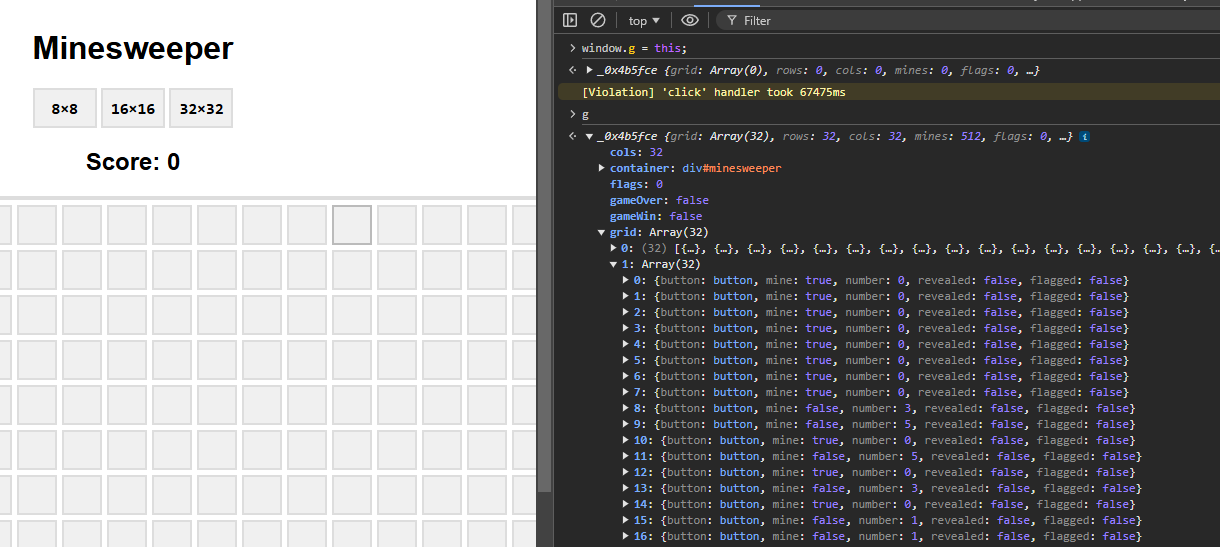 Minesweeper
8×8
16×16
32×32
Score: 0
top
Filter
window.g = this;
_0x4b5fce {grid: Array(0), rows: 0, cols: 0, mines: 0, flags: 0, …}
[Violation] 'click' handler took 67475ms
g
_0x4b5fce {grid: Array(32), rows: 32, cols: 32, mines: 512, flags: 0, …}
cols: 32
container: div#minesweeper
flags: 0
gameOver: false
gameWin: false
grid: Array(32)
0: (32) [{…}, {…}, {…}, {…}, {…}, {…}, {…}, {…}, {…}, {…}, {…}, {…}, {…}, {…}, {…}, {…}, {…
1: Array(32)
0: {button: button, mine: true, number: 0, revealed: false, flagged: false}
1: {button: button, mine: true, number: 0, revealed: false, flagged: false}
2: {button: button, mine: true, number: 0, revealed: false, flagged: false}
3: {button: button, mine: true, number: 0, revealed: false, flagged: false}
4: {button: button, mine: true, number: 0, revealed: false, flagged: false}
5: {button: button, mine: true, number: 0, revealed: false, flagged: false}
6: {button: button, mine: true, number: 0, revealed: false, flagged: false}
7: {button: button, mine: true, number: 0, revealed: false, flagged: false}
8: {button: button, mine: false, number: 3, revealed: false, flagged: false}
9: {button: button, mine: false, number: 5, revealed: false, flagged: false}
10: {button: button, mine: true, number: 0, revealed: false, flagged: false}
11: {button: button, mine: false, number: 5, revealed: false, flagged: false}
12: {button: button, mine: true, number: 0, revealed: false, flagged: false}
13: {button: button, mine: false, number: 3, revealed: false, flagged: false}
14: {button: button, mine: true, number: 0, revealed: false, flagged: false}
15: {button: button, mine: false, number: 1, revealed: false, flagged: false}
16: {button: button, mine: false, number: 1, revealed: false, flagged: false}